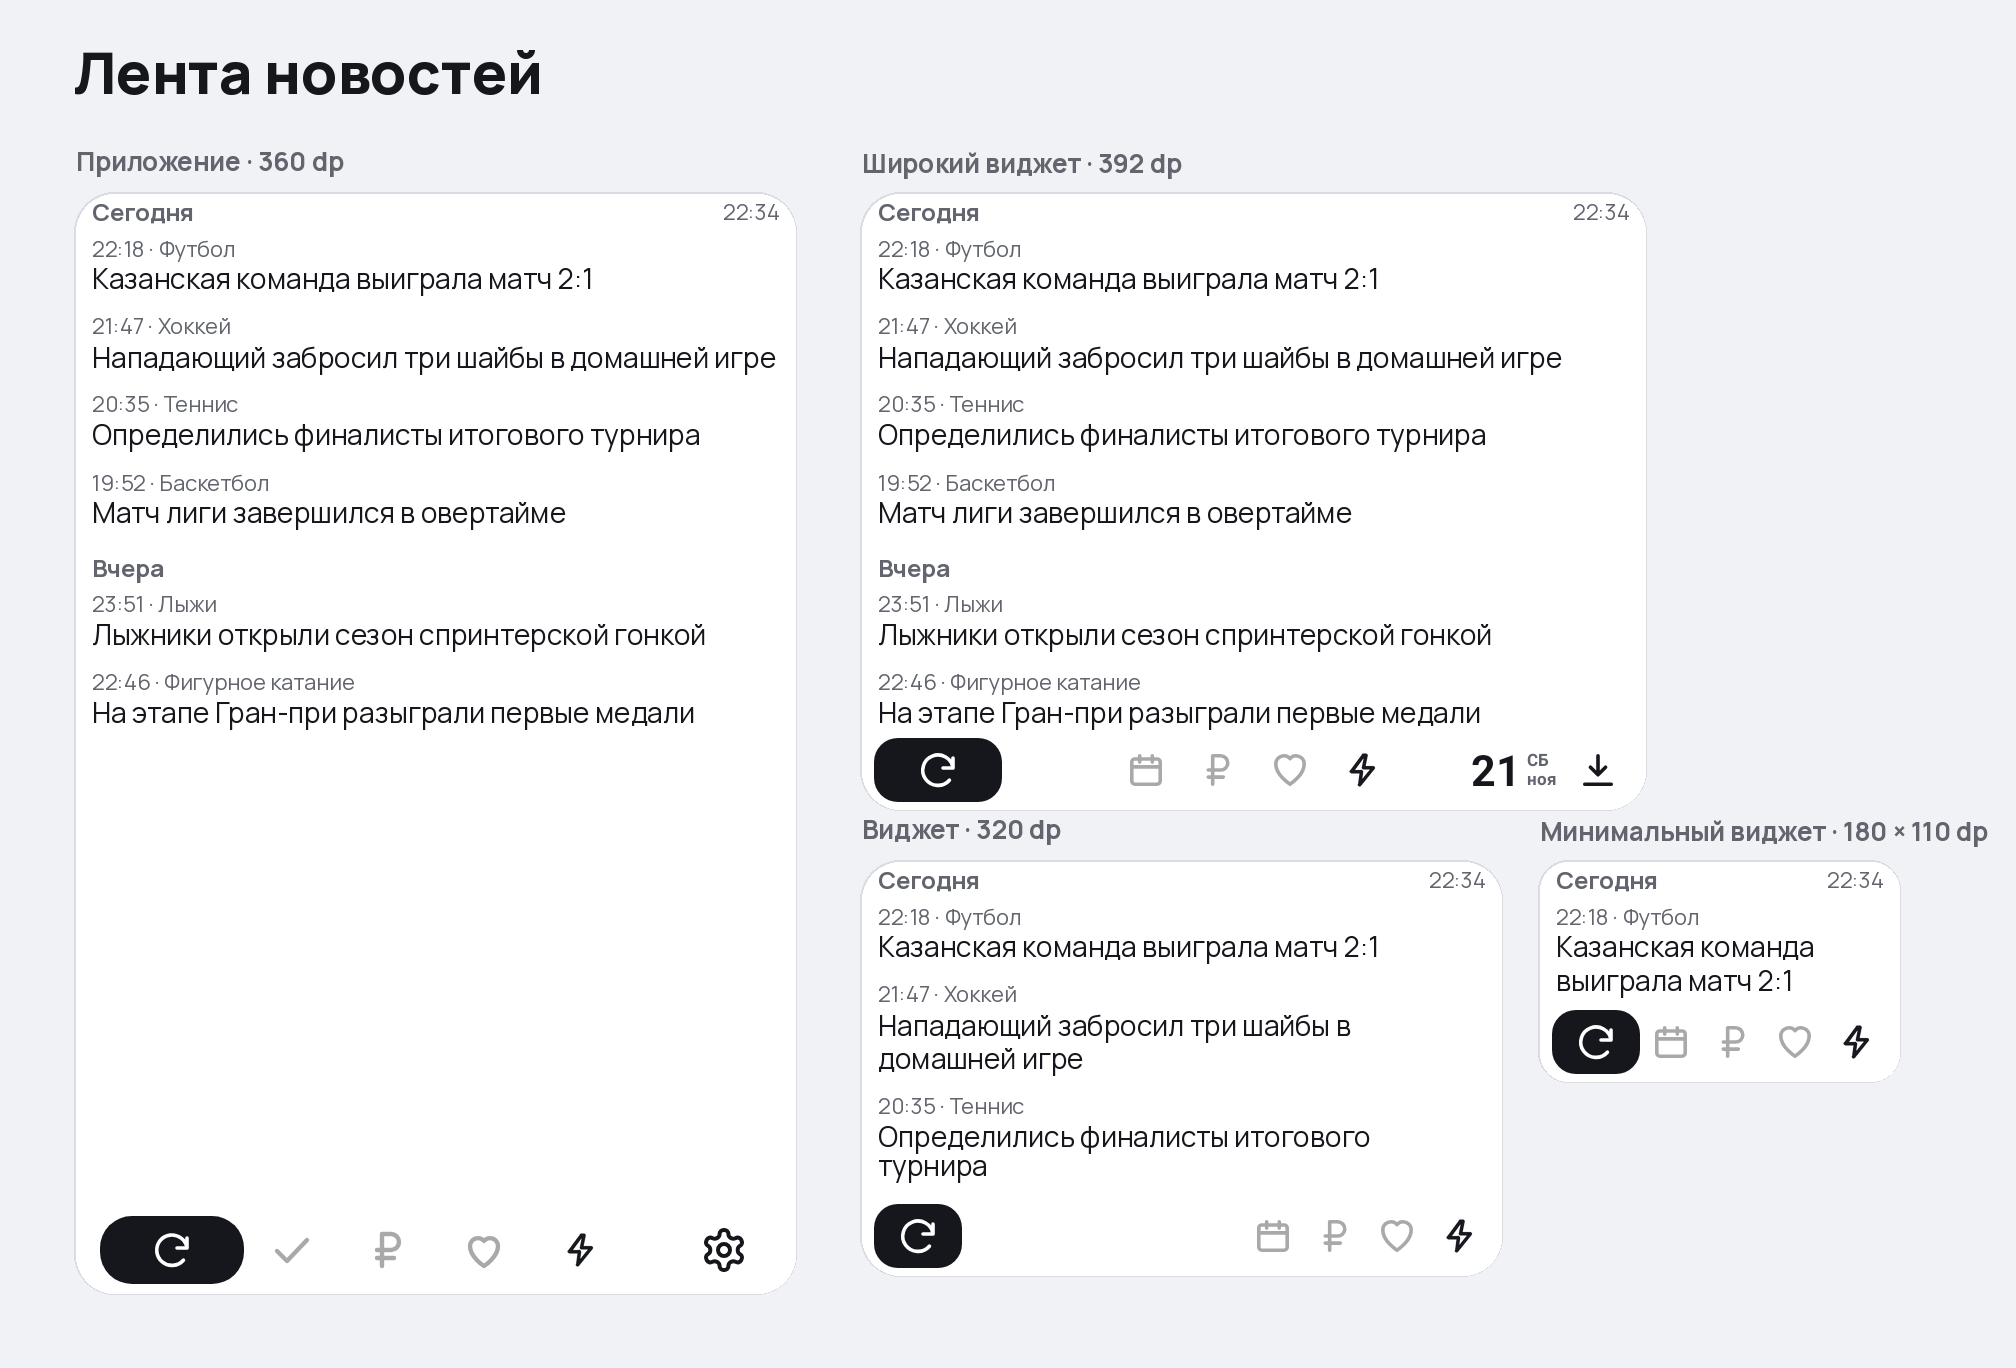 Лента новостей
Приложение · 360 dp
Сегодня 22:34
22:18 · Футбол
Казанская команда выиграла матч 2:1
21:47 · Хоккей
Нападающий забросил три шайбы в домашней игре
20:35 · Теннис
Определились финалисты итогового турнира
19:52 · Баскетбол
Матч лиги завершился в овертайме
Вчера
23:51 · Лыжи
Лыжники открыли сезон спринтерской гонкой
22:46 · Фигурное катание
На этапе Гран-при разыграли первые медали
₽
Широкий виджет · 392 dp
Сегодня 22:34
22:18 · Футбол
Казанская команда выиграла матч 2:1
21:47 · Хоккей
Нападающий забросил три шайбы в домашней игре
20:35 · Теннис
Определились финалисты итогового турнира
19:52 · Баскетбол
Матч лиги завершился в овертайме
Вчера
23:51 · Лыжи
Лыжники открыли сезон спринтерской гонкой
22:46 · Фигурное катание
На этапе Гран-при разыграли первые медали
₽ 21 СБ
ноя
Виджет · 320 dp
Сегодня 22:34
22:18 · Футбол
Казанская команда выиграла матч 2:1
21:47 · Хоккей
Нападающий забросил три шайбы в
домашней игре
20:35 · Теннис
Определились финалисты итогового
турнира
₽
Минимальный виджет · 180 × 110 dp
Сегодня 22:34
22:18 · Футбол
Казанская команда
выиграла матч 2:1
₽